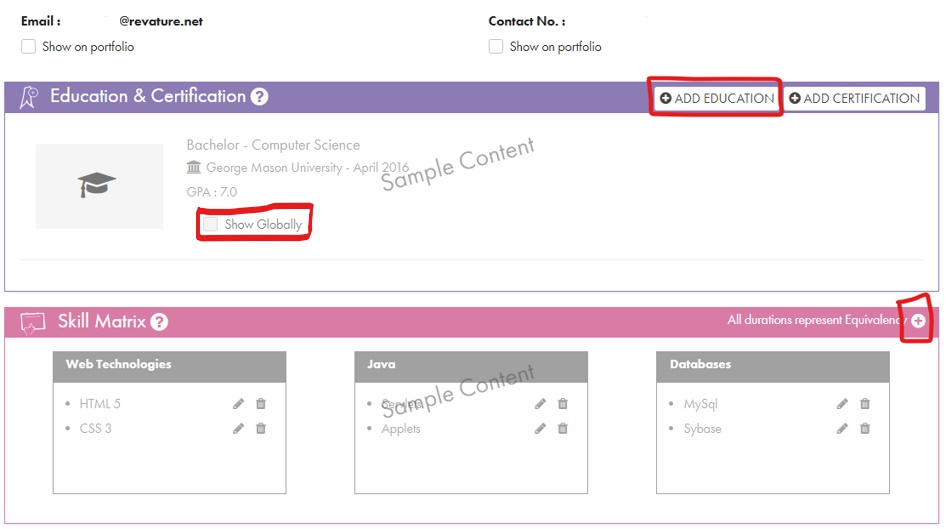 Email : @revature.net Contact No. :
Show on portfolio Show on portfolio
Education & Certification ? ADD EDUCATION ADD CERTIFICATION
Bachelor - Computer Science
George Mason University - April 2016
GPA : 7.0
Sample Content
Show Globally
Skill Matrix ? All durations represent Equivalency
Web Technologies Java Databases
HTML 5 Servlets MySql
CSS 3 Applets Sybase
Sample Content